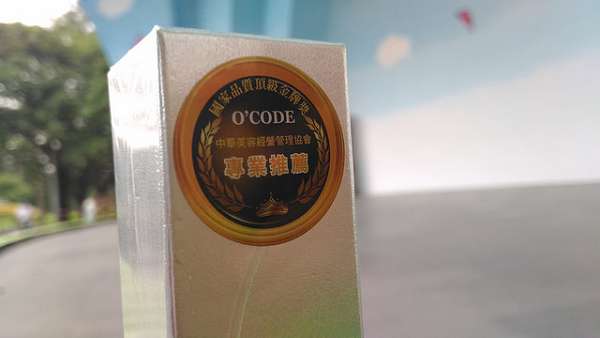 國家品質頂級金牌獎
O'CODE
中華美容經營管理協會
專業推薦